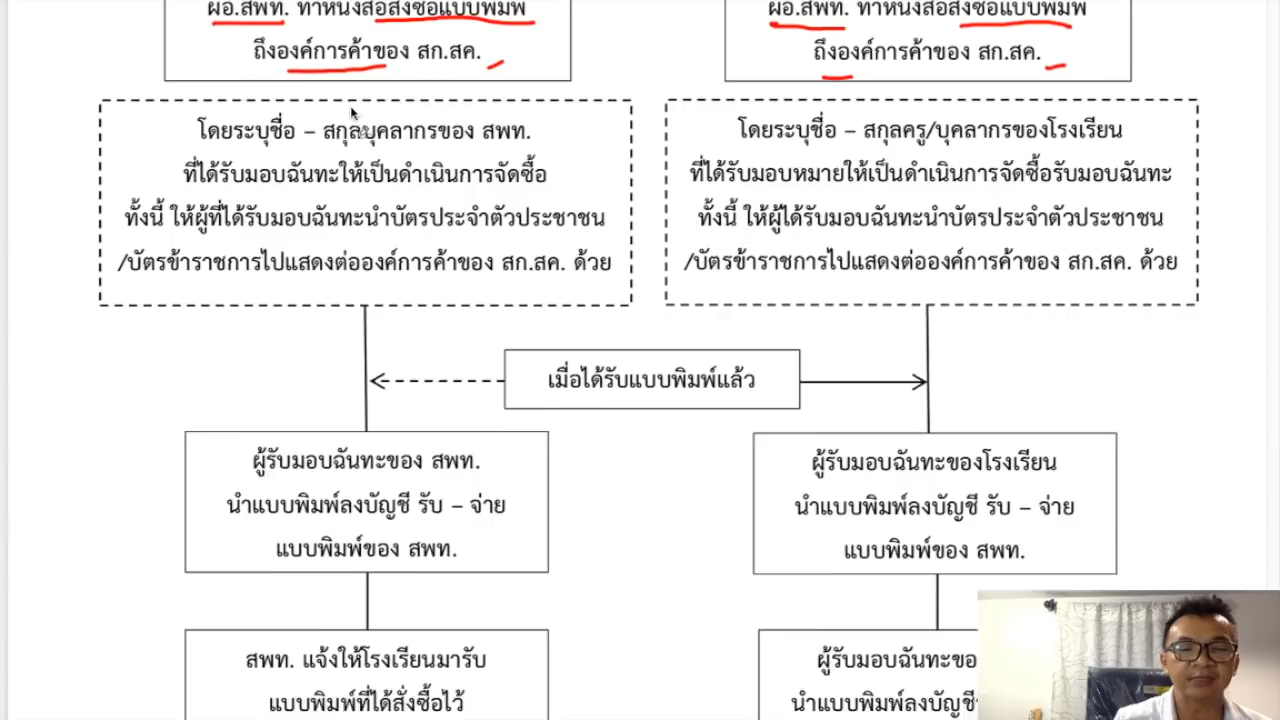 ผอ.สพท. ทำหนังสือสั่งซื้อแบบพิมพ์
ถึงองค์การค้าของ สก.สค.
โดยระบุชื่อ – สกุลบุคลากรของ สพท.
ที่ได้รับมอบฉันทะให้เป็นดำเนินการจัดซื้อ
ทั้งนี้ ให้ผู้ที่ได้รับมอบฉันทะนำบัตรประจำตัวประชาชน
/บัตรข้าราชการไปแสดงต่อองค์การค้าของ สก.สค. ด้วย
ผอ.สพท. ทำหนังสือสั่งซื้อแบบพิมพ์
ถึงองค์การค้าของ สก.สค.
โดยระบุชื่อ – สกุลครู/บุคลากรของโรงเรียน
ที่ได้รับมอบหมายให้เป็นดำเนินการจัดซื้อรับมอบฉันทะ
ทั้งนี้ ให้ผู้ได้รับมอบฉันทะนำบัตรประจำตัวประชาชน
/บัตรข้าราชการไปแสดงต่อองค์การค้าของ สก.สค. ด้วย
เมื่อได้รับแบบพิมพ์แล้ว
ผู้รับมอบฉันทะของ สพท.
นำแบบพิมพ์ลงบัญชี รับ – จ่าย
แบบพิมพ์ของ สพท.
ผู้รับมอบฉันทะของโรงเรียน
นำแบบพิมพ์ลงบัญชี รับ – จ่าย
แบบพิมพ์ของ สพท.
สพท. แจ้งให้โรงเรียนมารับ
แบบพิมพ์ที่ได้สั่งซื้อไว้
ผู้รับมอบฉันทะขอ
นำแบบพิมพ์ลงบัญชี